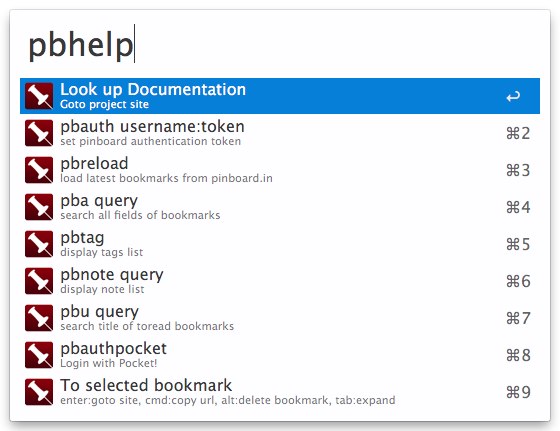 pbhelp
Look up Documentation ↩
Goto project site
pbauth username:token ⌘2
set pinboard authentication token
pbreload ⌘3
load latest bookmarks from pinboard.in
pba query ⌘4
search all fields of bookmarks
pbtag ⌘5
display tags list
pbnote query ⌘6
display note list
pbu query ⌘7
search title of toread bookmarks
pbauthpocket ⌘8
Login with Pocket!
To selected bookmark ⌘9
enter:goto site, cmd:copy url, alt:delete bookmark, tab:expand